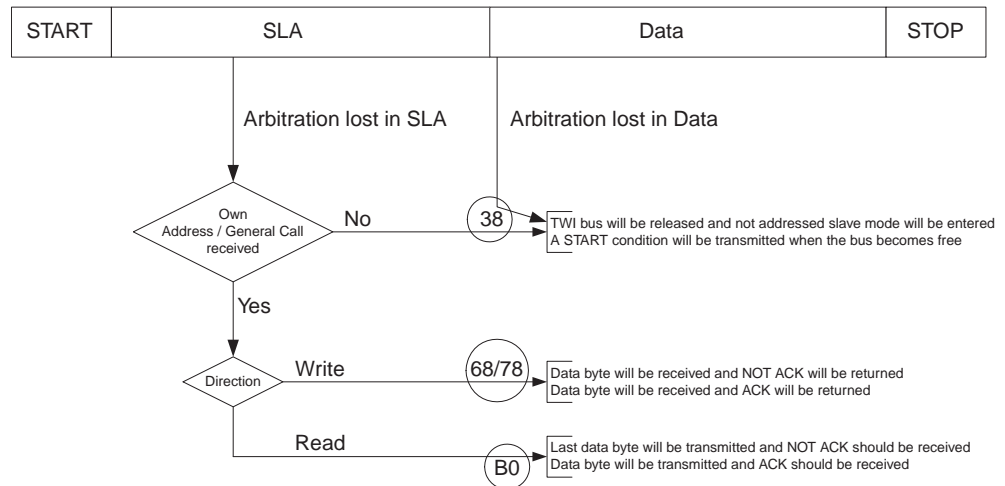 START SLA Data STOP
Arbitration lost in SLA Arbitration lost in Data
Own
Address / General Call
received
No
38
TWI bus will be released and not addressed slave mode will be entered
A START condition will be transmitted when the bus becomes free
Yes
Direction
Write
68/78
Data byte will be received and NOT ACK will be returned
Data byte will be received and ACK will be returned
Read
B0
Last data byte will be transmitted and NOT ACK should be received
Data byte will be transmitted and ACK should be received